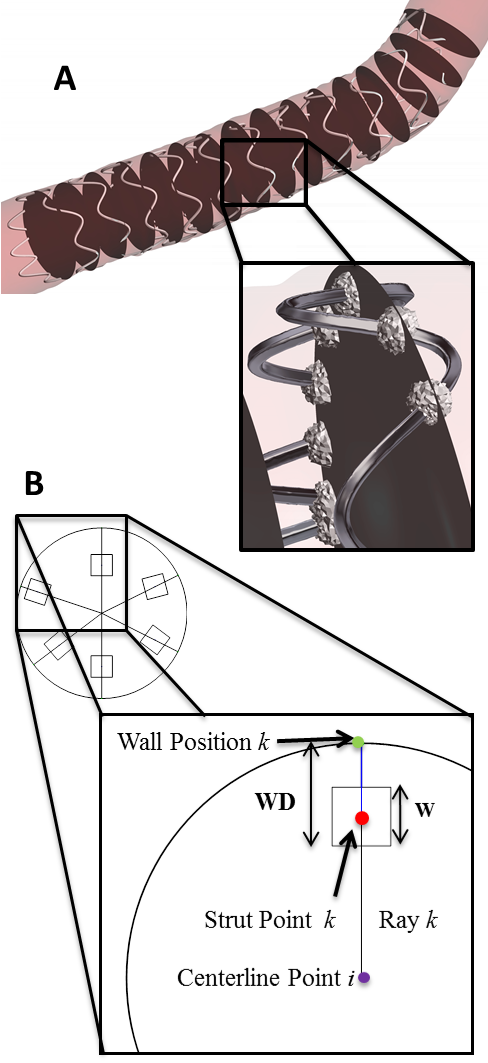 A
B
Wall Position k
WD
w
Strut Point k
Ray k
Centerline Point i